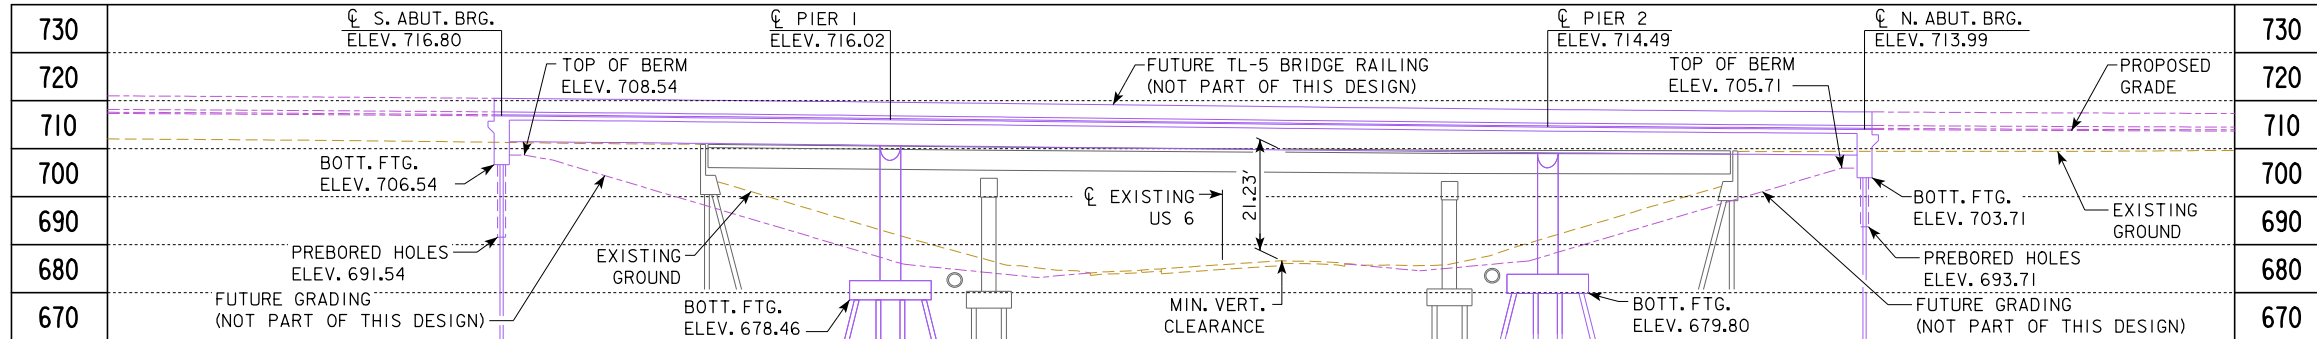 730
720
710
700
690
680
670
℄ S. ABUT. BRG.
ELEV. 716.80
℄ PIER 1
ELEV. 716.02
℄ PIER 2
ELEV. 714.49
℄ N. ABUT. BRG.
ELEV. 713.99
730
720
710
700
690
680
670
TOP OF BERM
ELEV. 708.54
FUTURE TL-5 BRIDGE RAILING
(NOT PART OF THIS DESIGN)
TOP OF BERM
ELEV. 705.71
PROPOSED
GRADE
BOTT. FTG.
ELEV. 706.54
℄ EXISTING
US 6
21.23'
BOTT. FTG.
ELEV. 703.71
EXISTING
GROUND
PREBORED HOLES
ELEV. 691.54
EXISTING
GROUND
PREBORED HOLES
ELEV. 693.71
FUTURE GRADING
(NOT PART OF THIS DESIGN)
BOTT. FTG.
ELEV. 678.46
MIN. VERT.
CLEARANCE
BOTT. FTG.
ELEV. 679.80
FUTURE GRADING
(NOT PART OF THIS DESIGN)